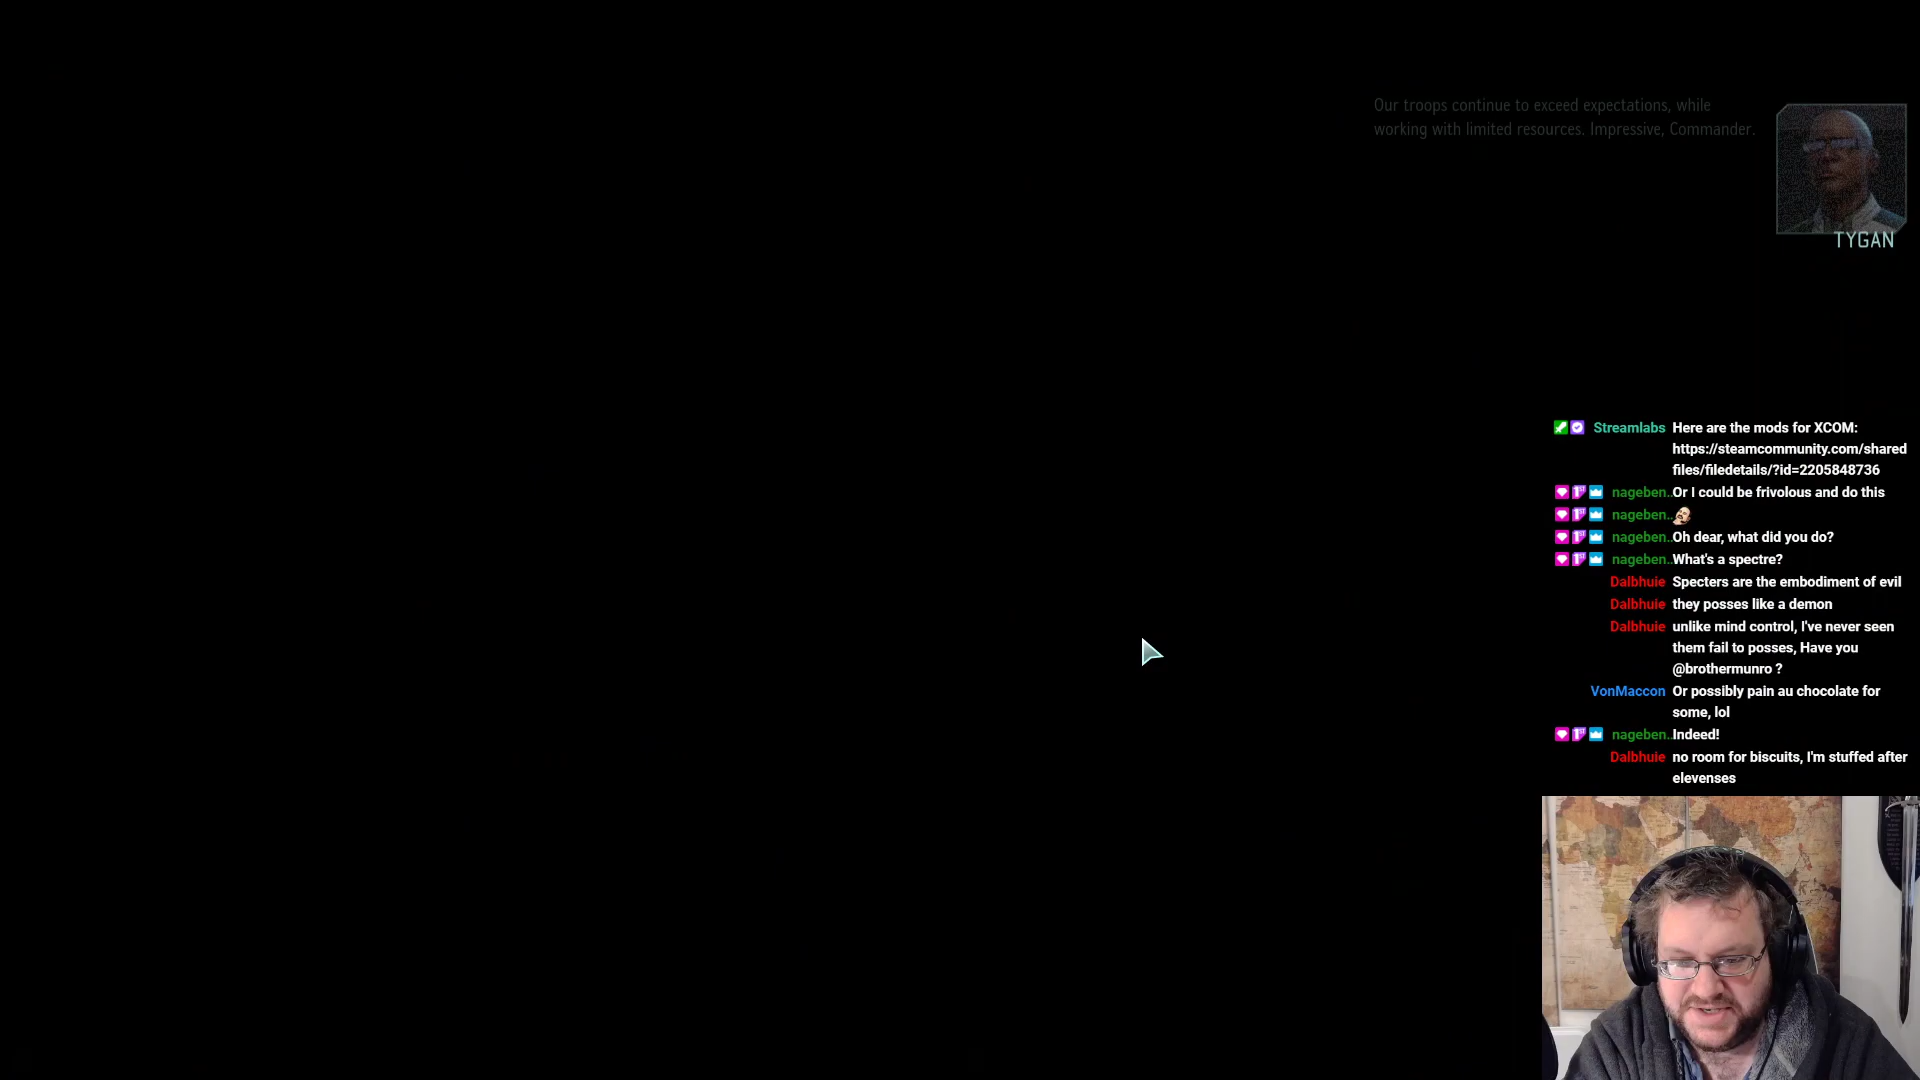 Our troops continue to exceed expectations, while
working with limited resources. Impressive, Commander.
TYGAN
Streamlabs Here are the mods for XCOM:
https://steamcommunity.com/shared
files/filedetails/?id=2205848736
nageben.. Or I could be frivolous and do this
nageben..
nageben.. Oh dear, what did you do?
nageben.. What's a spectre?
Dalbhuie Specters are the embodiment of evil
Dalbhuie they posses like a demon
Dalbhuie unlike mind control, I've never seen
them fail to posses, Have you
@brothermunro ?
VonMaccon Or possibly pain au chocolate for
some, lol
nageben.. Indeed!
Dalbhuie no room for biscuits, I'm stuffed after
elevenses